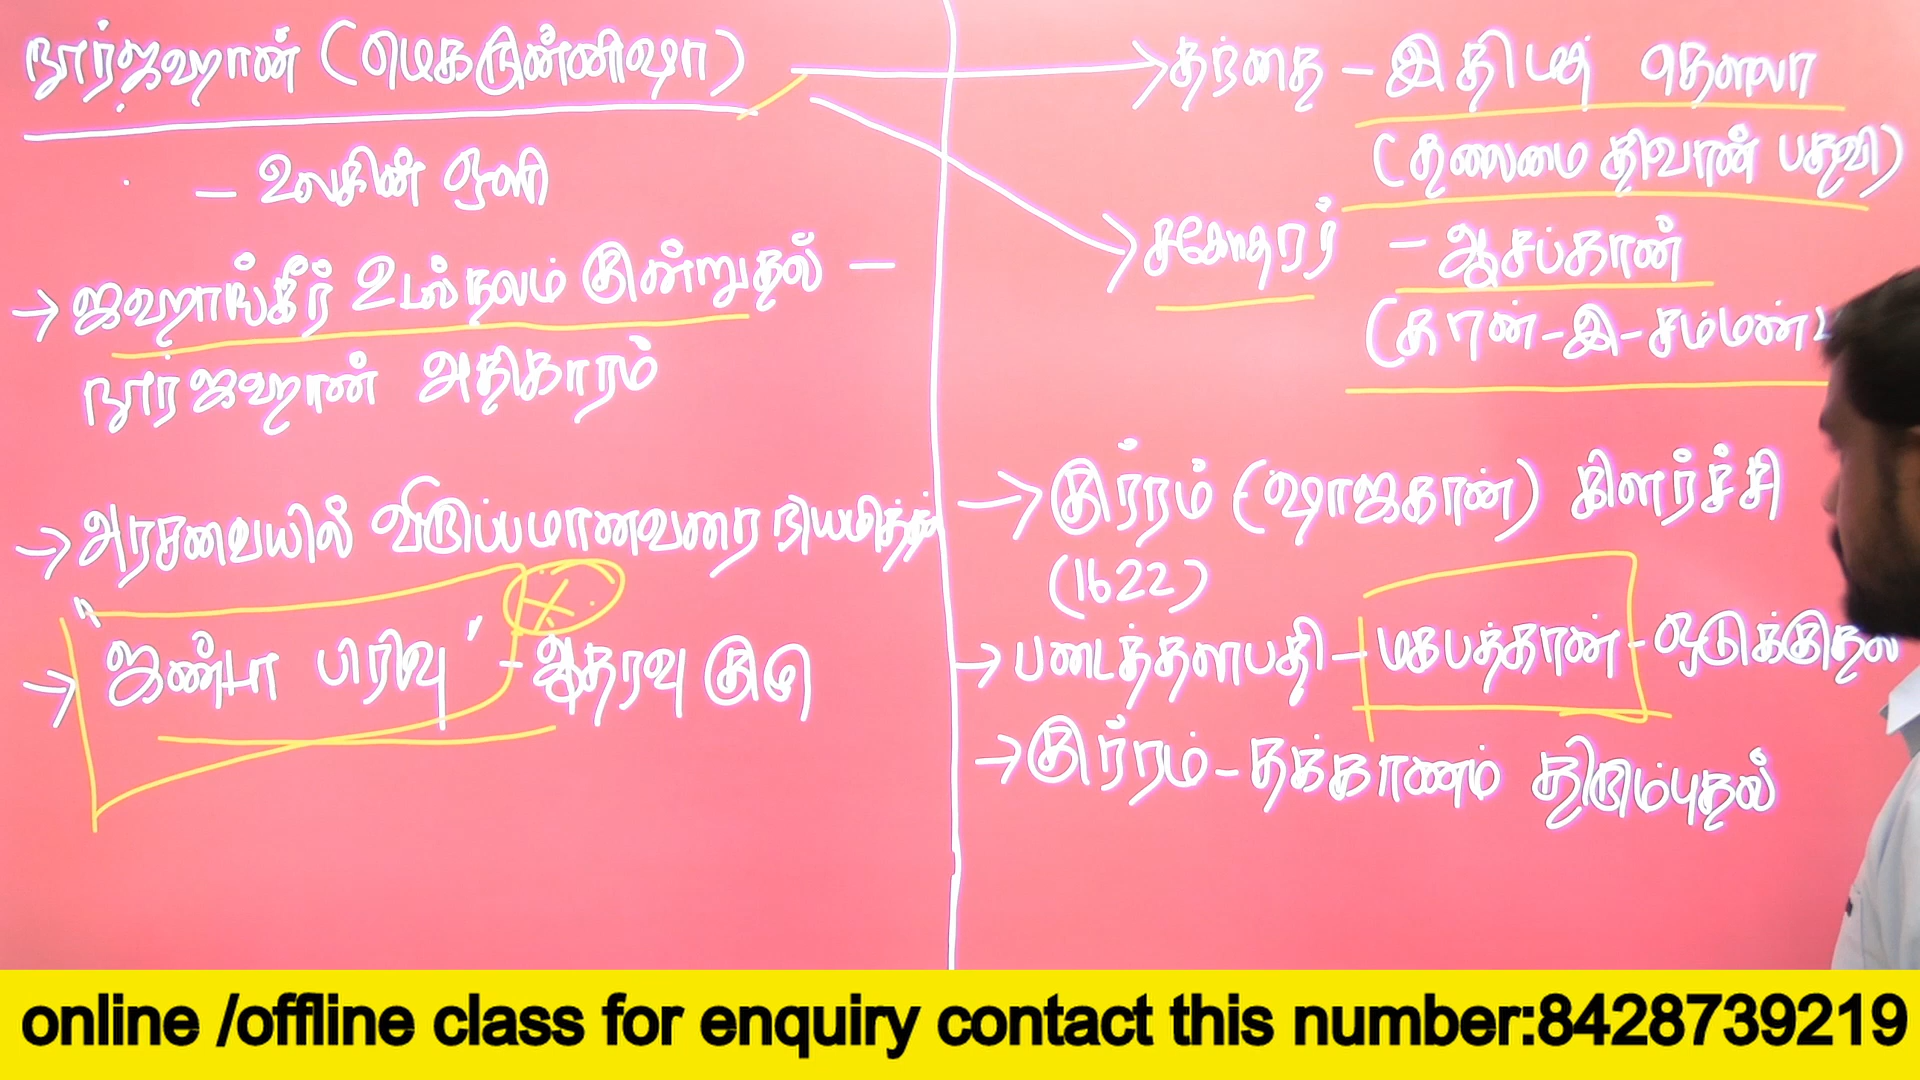 நூர்ஜஹான் (மெகருன்னிஷா)
- உலகின் ஒளி
→ ஜஹாங்கீர் உடல் நலம் குன்றுதல் -
நூர்ஜஹான் அதிகாரம்
→ அரசவையில் விருப்பமானவரை நியமித்தல்
→ "ஜண்டா பிரிவு" - ஆதரவு குழு
→ தந்தை - இதிமத் தௌலா
(தலைமை திவான் பதவி)
→ சகோதரர் - ஆசப்கான்
(கான்-இ-சம்மன்
→ குர்ரம் (ஷாஜகான்) கிளர்ச்சி
(1622)
→ படைத்தளபதி - மகபத்கான் - ஒடுக்குதல்
→ குர்ரம் - தக்காணம் திரும்புதல்
online /offline class for enquiry contact this number:8428739219